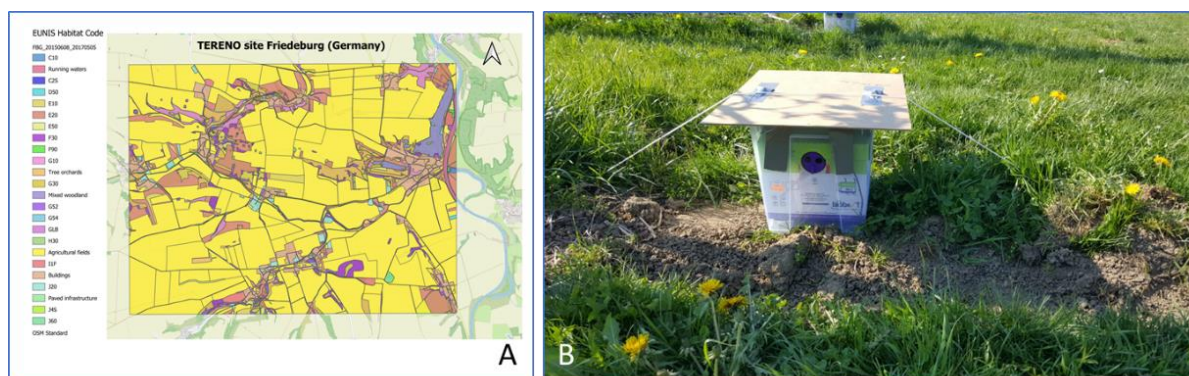 EUNIS Habitat Code
FBG_20150608_20170505
C10
Running waters
C25
D50
E10
E20
E50
F30
F90
G10
Tree orchards
G30
Mixed woodland
G52
G54
GLB
H30
Agricultural fields
I1F
Buildings
J20
Paved infrastructure
J45
J60
OSM Standard
TERENO site Friedeburg (Germany)
A
B